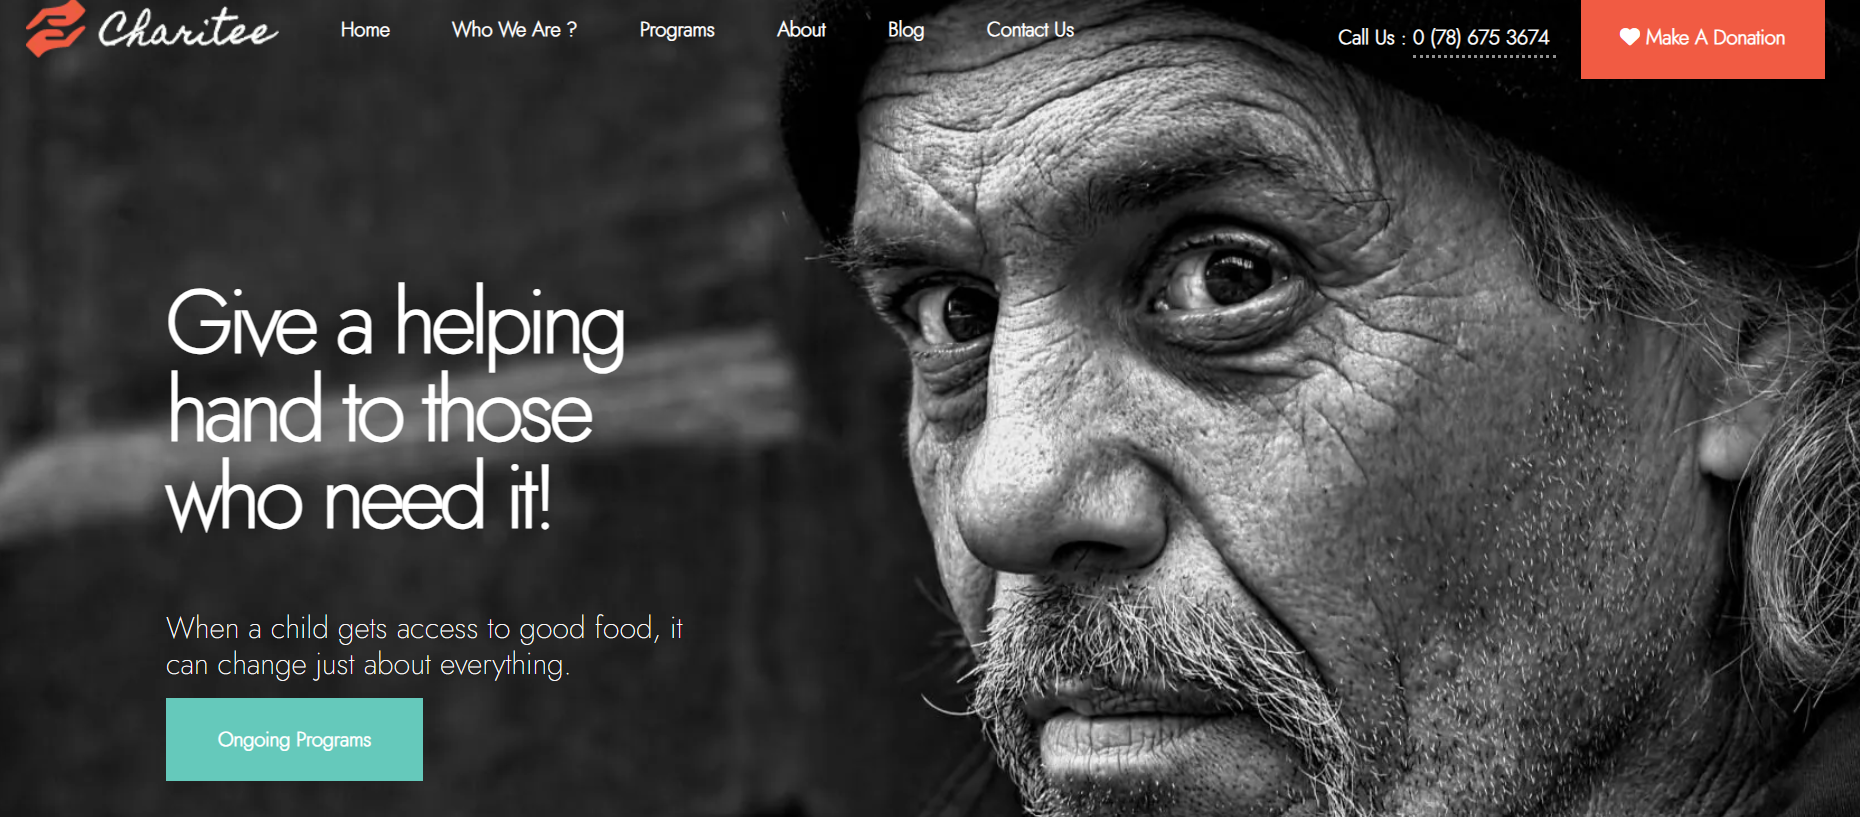 Charitee
Home
Who We Are ?
Programs
About
Blog
Contact Us
Call Us : 0 (78) 675 3674
Make A Donation
Give a helping
hand to those
who need it!
When a child gets access to good food, it
can change just about everything.
Ongoing Programs